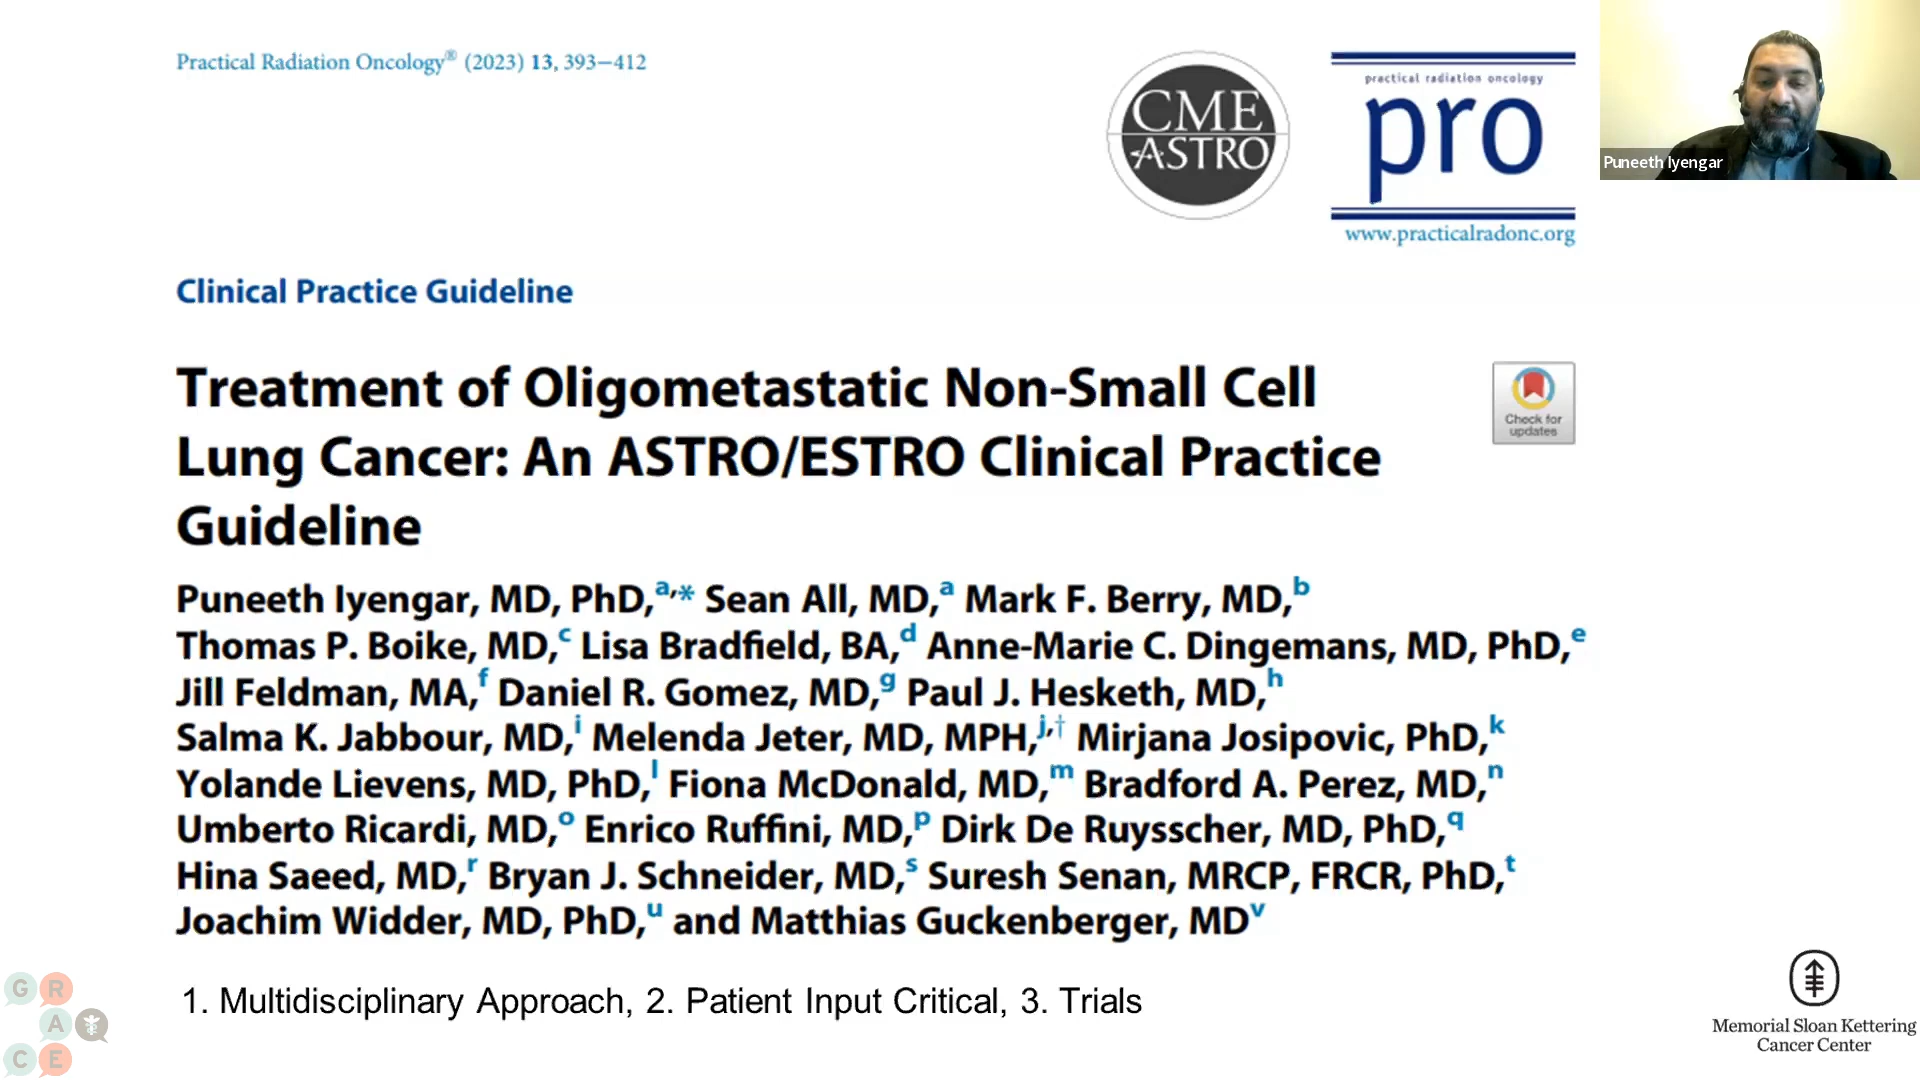 Practical Radiation Oncology® (2023) 13, 393–412
CME
ASTRO
practical radiation oncology
pro
www.practicalradonc.org
Puneeth Iyengar
Clinical Practice Guideline
Treatment of Oligometastatic Non-Small Cell
Lung Cancer: An ASTRO/ESTRO Clinical Practice
Guideline
Check for
updates
Puneeth Iyengar, MD, PhD,a,* Sean All, MD,a Mark F. Berry, MD,b
Thomas P. Boike, MD,c Lisa Bradfield, BA,d Anne-Marie C. Dingemans, MD, PhD,e
Jill Feldman, MA,f Daniel R. Gomez, MD,g Paul J. Hesketh, MD,h
Salma K. Jabbour, MD,i Melenda Jeter, MD, MPH,j,† Mirjana Josipovic, PhD,k
Yolande Lievens, MD, PhD,l Fiona McDonald, MD,m Bradford A. Perez, MD,n
Umberto Ricardi, MD,o Enrico Ruffini, MD,p Dirk De Ruysscher, MD, PhD,q
Hina Saeed, MD,r Bryan J. Schneider, MD,s Suresh Senan, MRCP, FRCR, PhD,t
Joachim Widder, MD, PhD,u and Matthias Guckenberger, MDv
1. Multidisciplinary Approach, 2. Patient Input Critical, 3. Trials
G R
A
C E
Memorial Sloan Kettering
Cancer Center